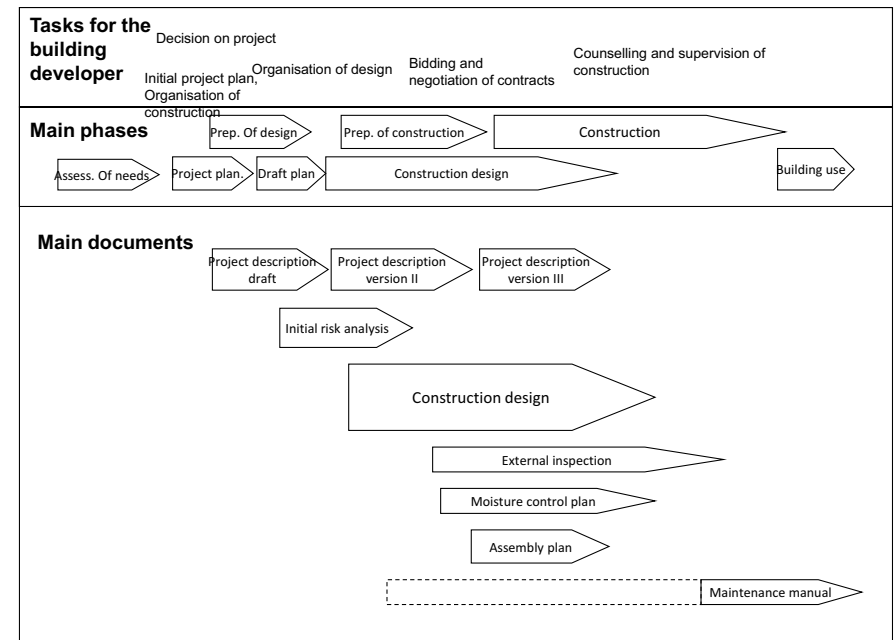 Tasks for the
building
developer
Decision on project
Initial project plan,
Organisation of
construction
Organisation of design
Bidding and
negotiation of contracts
Counselling and supervision of
construction
Main phases
Prep. Of design
Prep. of construction
Construction
Assess. Of needs
Project plan.
Draft plan
Construction design
Building use
Main documents
Project description
draft
Project description
version II
Project description
version III
Initial risk analysis
Construction design
External inspection
Moisture control plan
Assembly plan
Maintenance manual